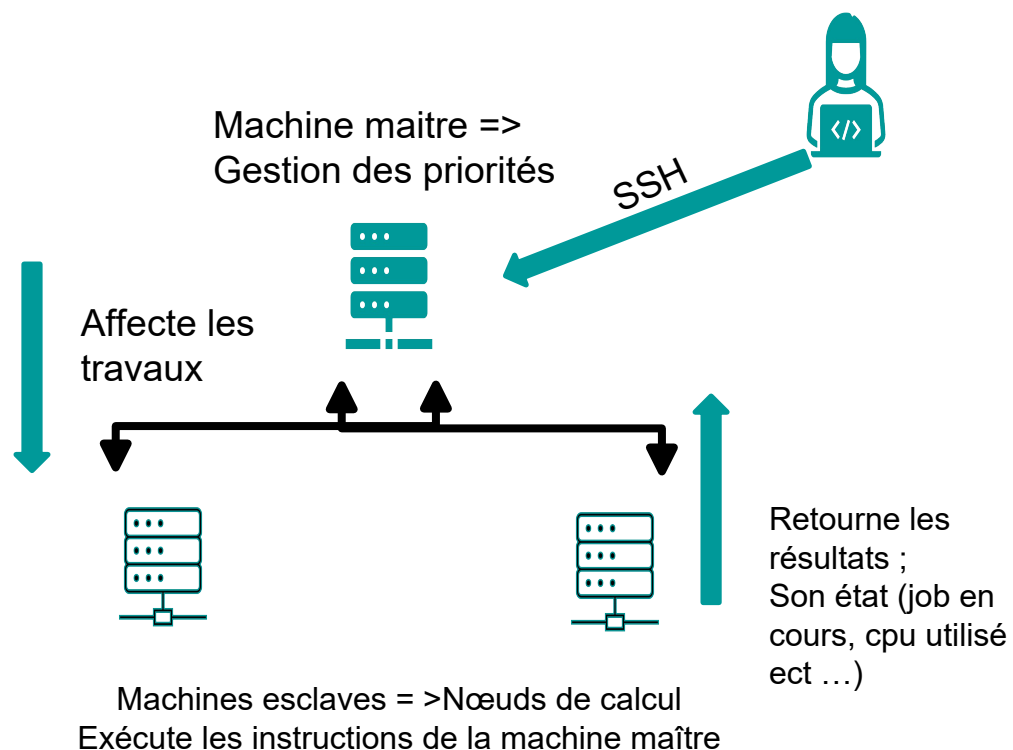 Machine maitre =>
Gestion des priorités
</>
SSH
Affecte les
travaux
Retourne les
résultats ;
Son état (job en
cours, cpu utilisé
ect …)
Machines esclaves = >Nœuds de calcul
Exécute les instructions de la machine maître